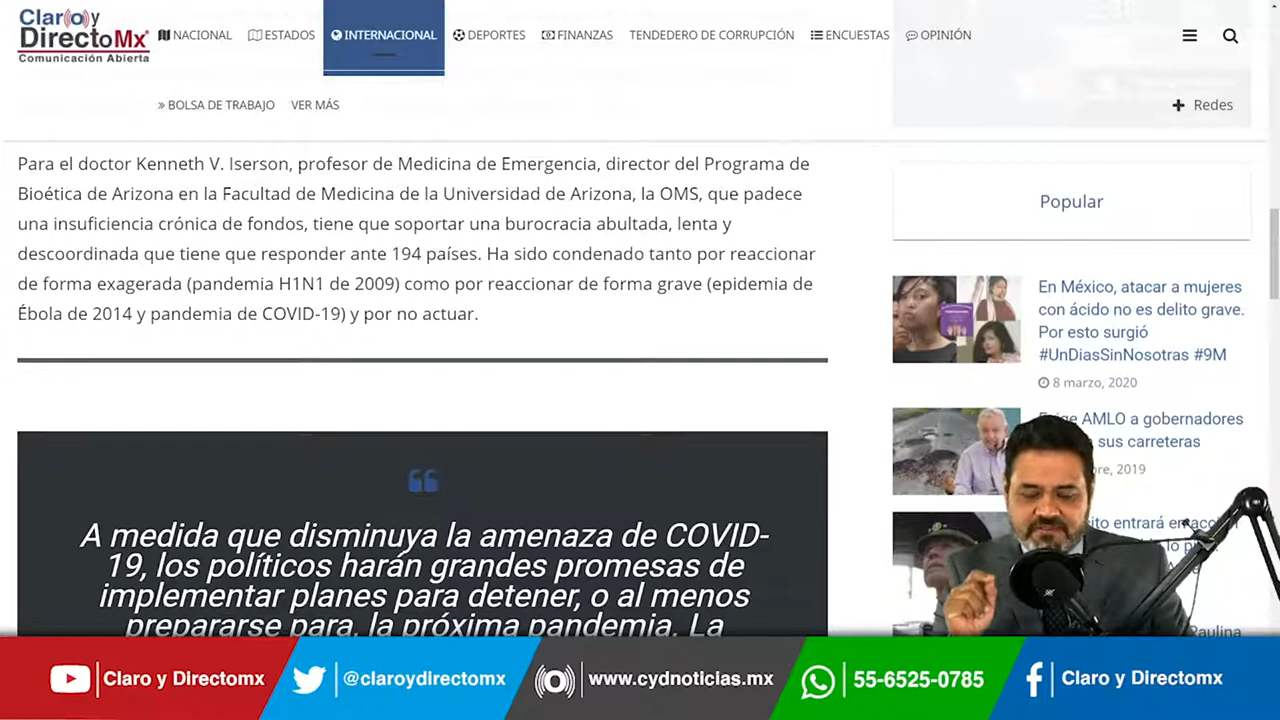 Claro y
DirectoMx
Comunicación Abierta
NACIONAL
ESTADOS
INTERNACIONAL
DEPORTES
FINANZAS
TENDEDERO DE CORRUPCIÓN
ENCUESTAS
OPINIÓN
» BOLSA DE TRABAJO
VER MÁS
Redes
Para el doctor Kenneth V. Iserson, profesor de Medicina de Emergencia, director del Programa de
Bioética de Arizona en la Facultad de Medicina de la Universidad de Arizona, la OMS, que padece
una insuficiencia crónica de fondos, tiene que soportar una burocracia abultada, lenta y
descoordinada que tiene que responder ante 194 países. Ha sido condenado tanto por reaccionar
de forma exagerada (pandemia H1N1 de 2009) como por reaccionar de forma grave (epidemia de
Ébola de 2014 y pandemia de COVID-19) y por no actuar.
A medida que disminuya la amenaza de COVID-
19, los políticos harán grandes promesas de
implementar planes para detener, o al menos
prepararse para, la próxima pandemia. La
Popular
En México, atacar a mujeres
con ácido no es delito grave.
Por esto surgió
#UnDiasSinNosotras #9M
8 marzo, 2020
Exige AMLO a gobernadores
sus carreteras
2019
entrará
Paulina
Claro y Directomx
@claroydirectomx
www.cydnoticias.mx
55-6525-0785
Claro y Directomx